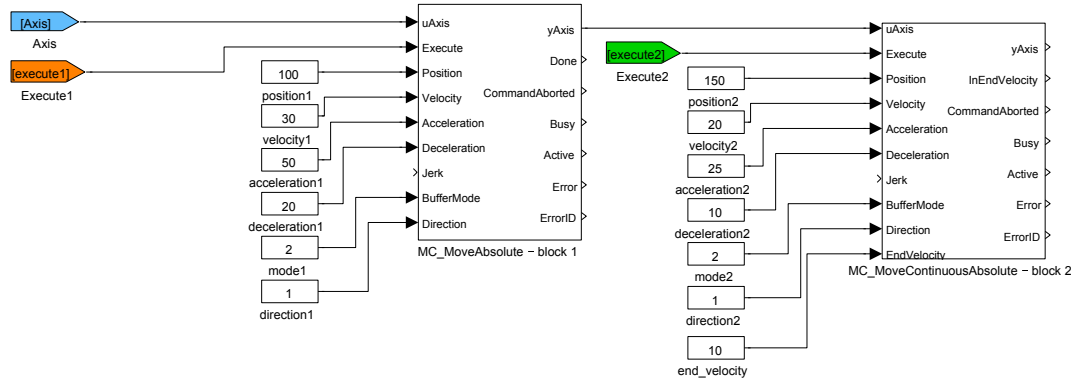 [Axis]
Axis
[execute1]
Execute1
100
position1
30
velocity1
50
acceleration1
20
deceleration1
2
mode1
1
direction1
uAxis
Execute
Position
Velocity
Acceleration
Deceleration
Jerk
BufferMode
Direction
yAxis
Done
CommandAborted
Busy
Active
Error
ErrorID
MC_MoveAbsolute − block 1
[execute2]
Execute2
150
position2
20
velocity2
25
acceleration2
10
deceleration2
2
mode2
1
direction2
10
end_velocity
uAxis
Execute
Position
Velocity
Acceleration
Deceleration
Jerk
BufferMode
Direction
EndVelocity
yAxis
InEndVelocity
CommandAborted
Busy
Active
Error
ErrorID
MC_MoveContinuousAbsolute − block 2